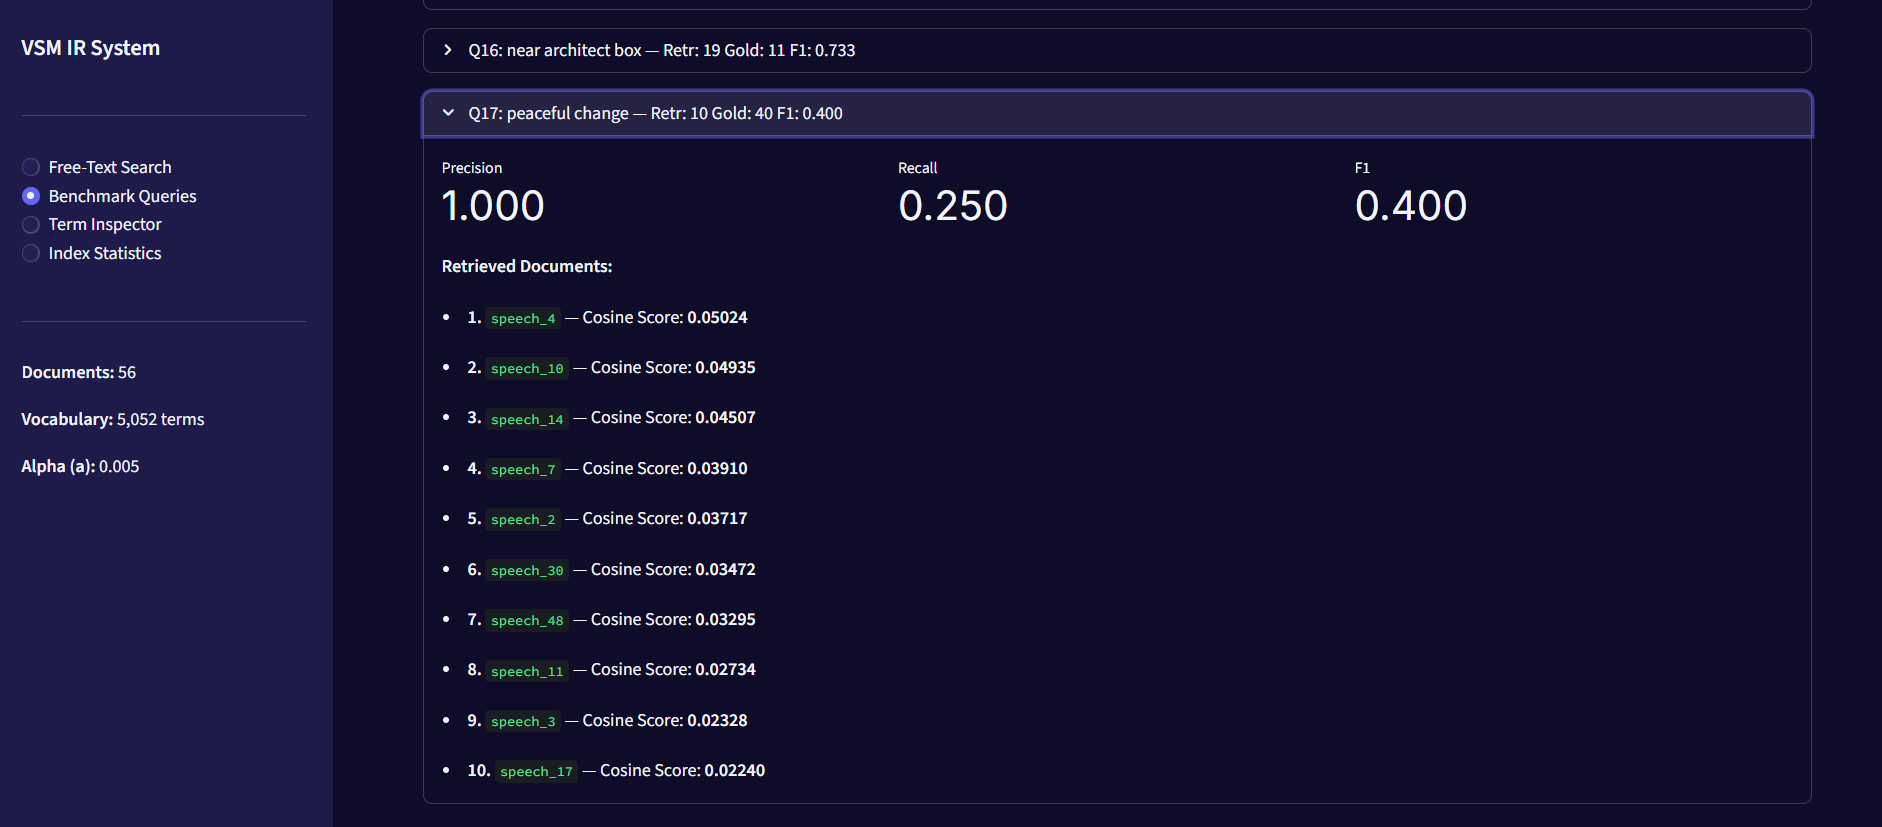 VSM IR System
Free-Text Search
Benchmark Queries
Term Inspector
Index Statistics
Documents: 56
Vocabulary: 5,052 terms
Alpha (a): 0.005
Q16: near architect box — Retr: 19 Gold: 11 F1: 0.733
Q17: peaceful change — Retr: 10 Gold: 40 F1: 0.400
Precision
1.000
Recall
0.250
F1
0.400
Retrieved Documents:
• 1. speech_4 — Cosine Score: 0.05024
• 2. speech_10 — Cosine Score: 0.04935
• 3. speech_14 — Cosine Score: 0.04507
• 4. speech_7 — Cosine Score: 0.03910
• 5. speech_2 — Cosine Score: 0.03717
• 6. speech_30 — Cosine Score: 0.03472
• 7. speech_48 — Cosine Score: 0.03295
• 8. speech_11 — Cosine Score: 0.02734
• 9. speech_3 — Cosine Score: 0.02328
• 10. speech_17 — Cosine Score: 0.02240